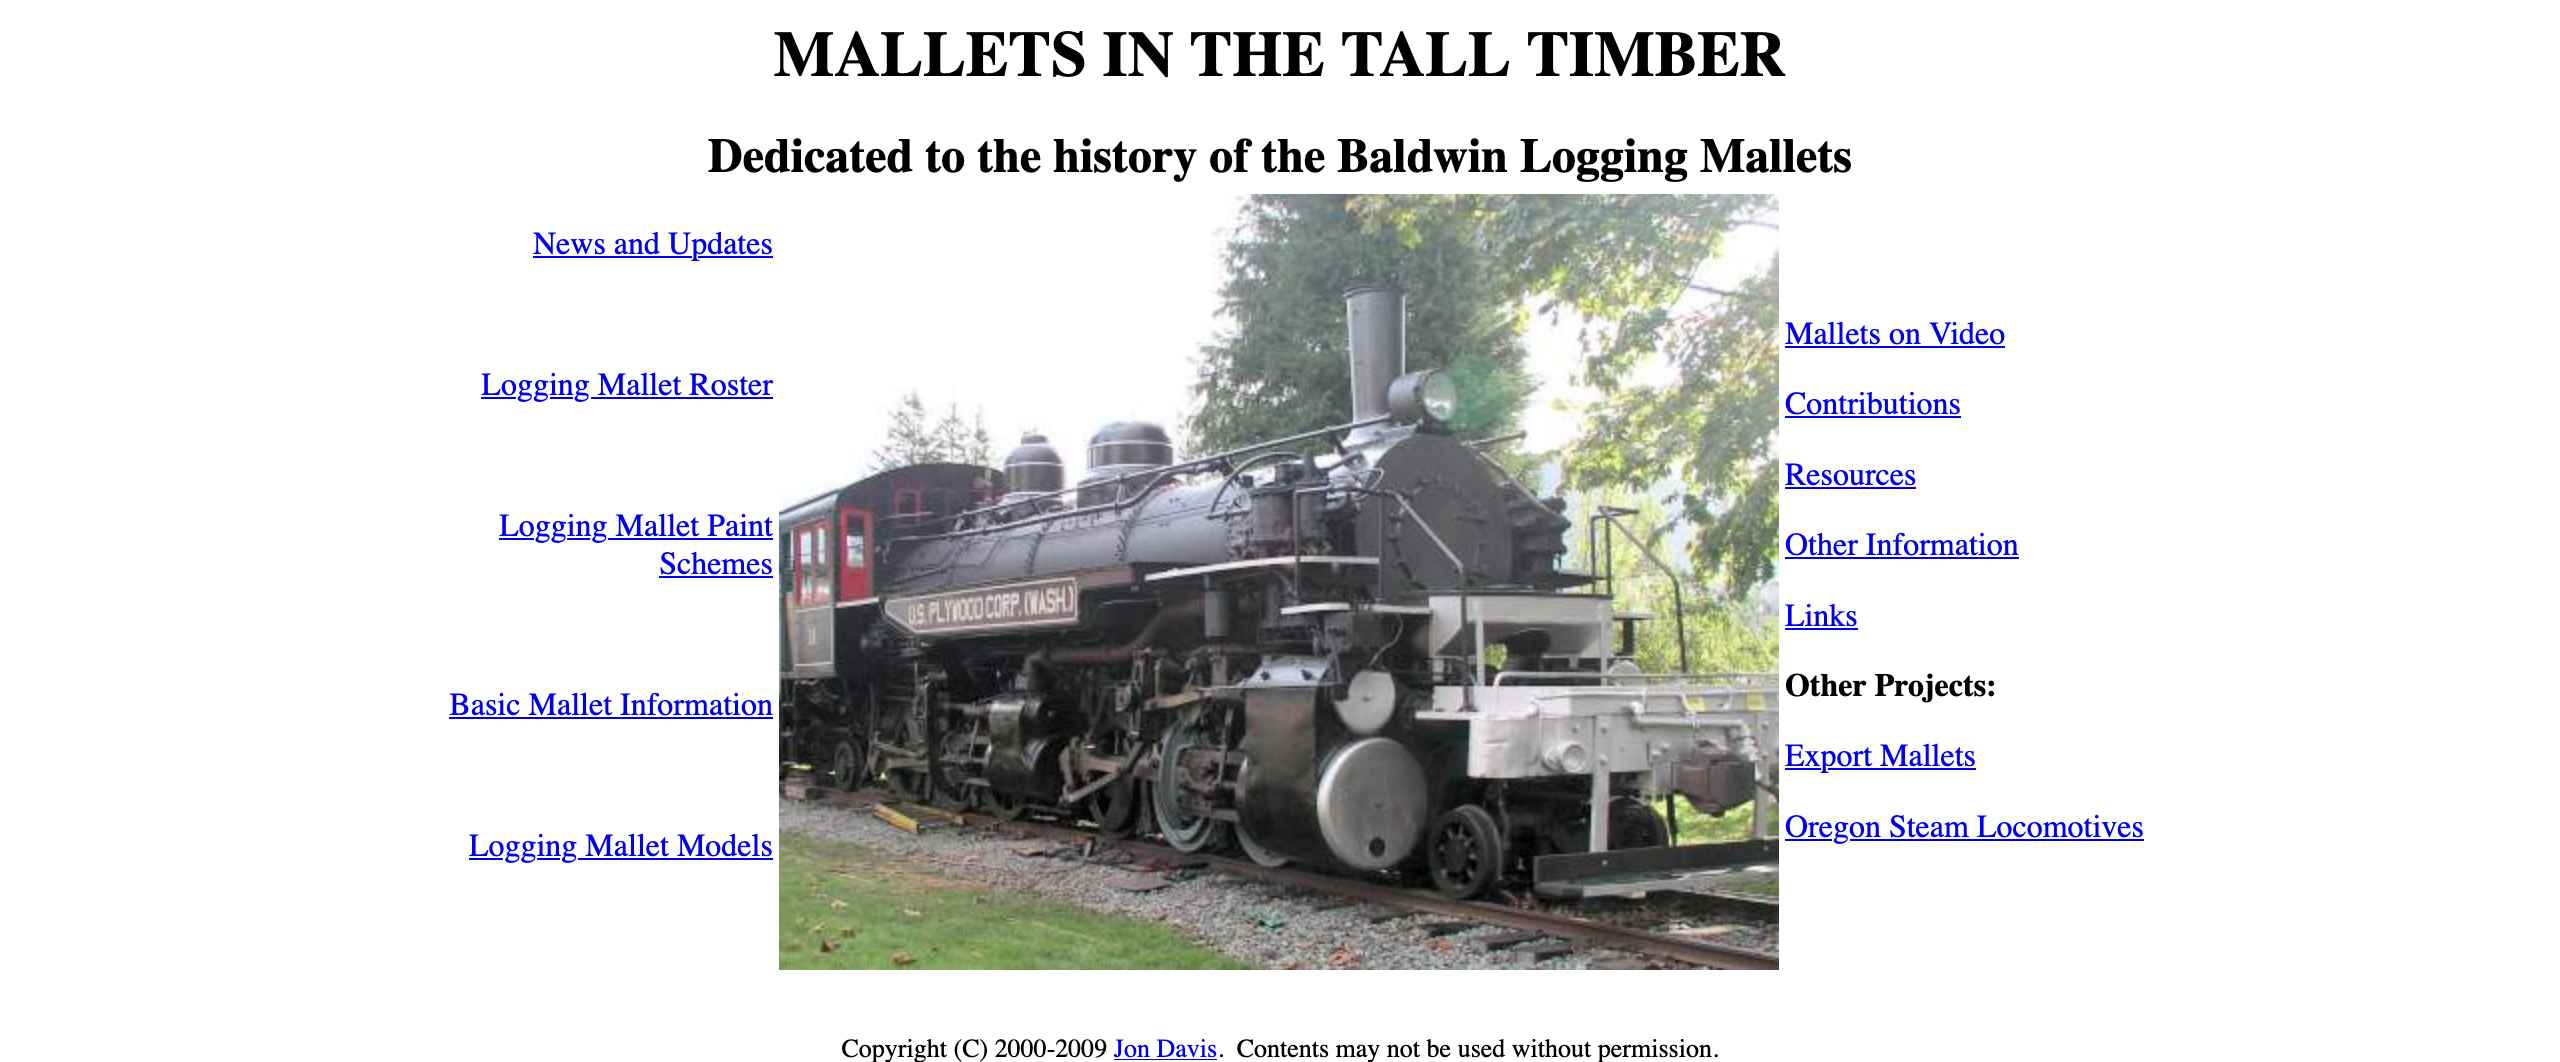 MALLETS IN THE TALL TIMBER
Dedicated to the history of the Baldwin Logging Mallets
News and Updates
Logging Mallet Roster
Logging Mallet Paint
Schemes
Basic Mallet Information
Logging Mallet Models
U.S. PLYWOOD CORP. (WASH.)
11
Mallets on Video
Contributions
Resources
Other Information
Links
Other Projects:
Export Mallets
Oregon Steam Locomotives
Copyright (C) 2000-2009 Jon Davis.  Contents may not be used without permission.